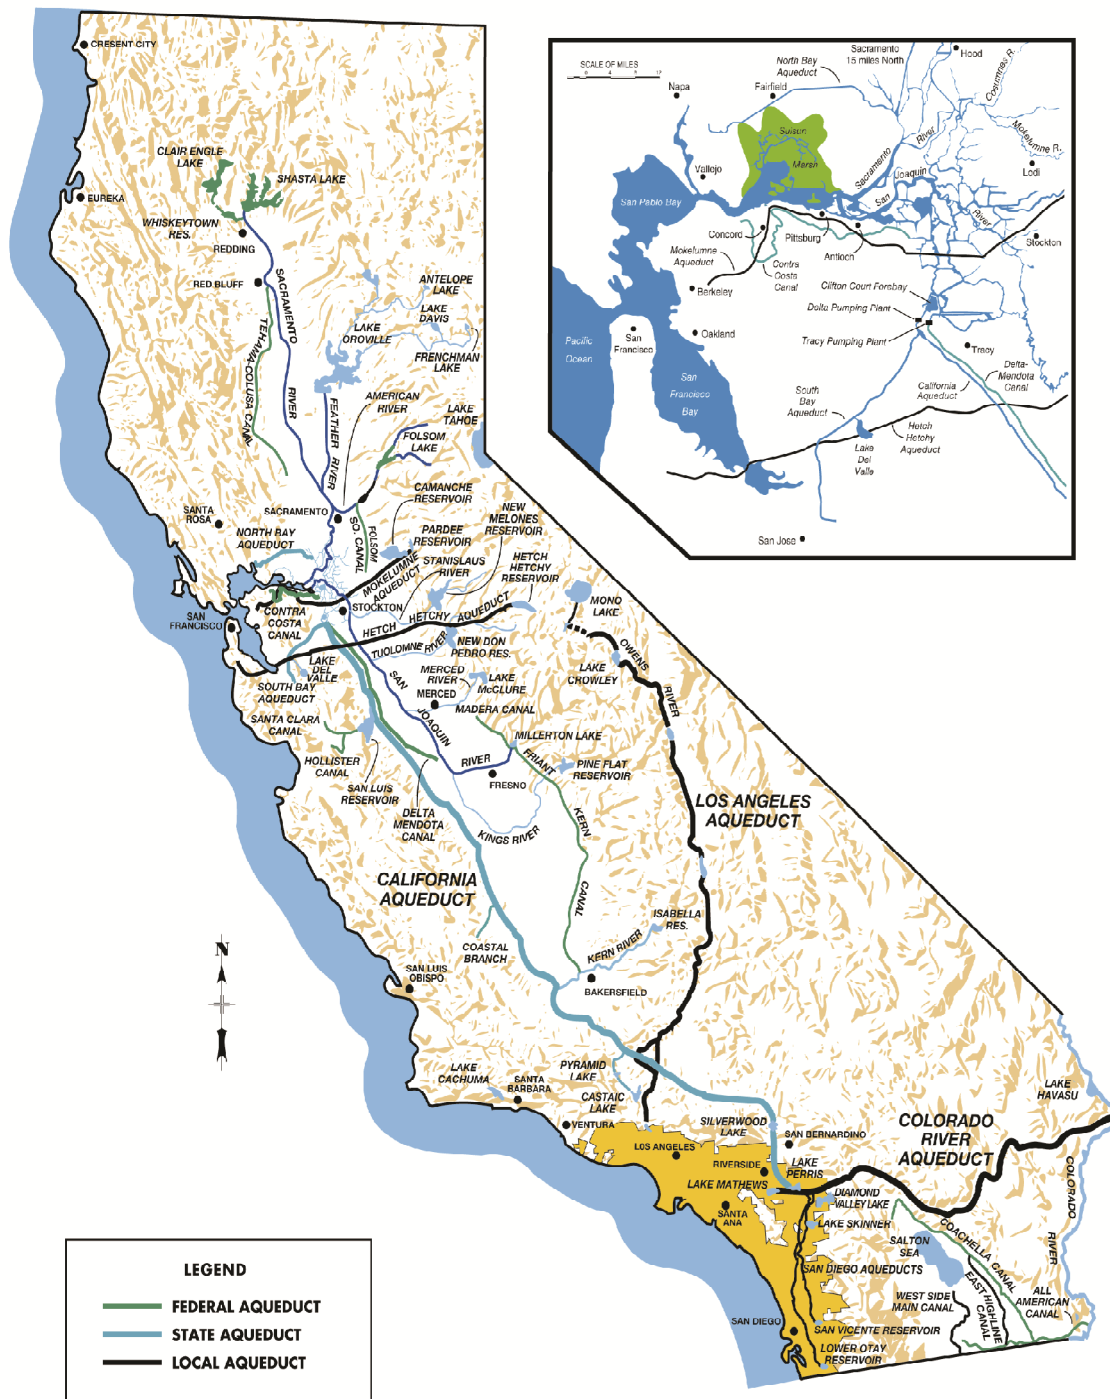 CRESENT CITY
CLAIR ENGLE
LAKE
SHASTA LAKE
EUREKA
WHISKEYTOWN
RES.
REDDING
RED BLUFF
SACRAMENTO
RIVER
TEHAMA-COLUSA CANAL
ANTELOPE
LAKE
LAKE
DAVIS
LAKE
OROVILLE
FRENCHMAN
LAKE
FEATHER
RIVER
AMERICAN
RIVER
LAKE
TAHOE
FOLSOM
LAKE
SANTA
ROSA
SACRAMENTO
CAMANCHE
RESERVOIR
NEW
MELONES
RESERVOIR
NORTH BAY
AQUEDUCT
FOLSOM
SO. CANAL
PARDEE
RESERVOIR
STANISLAUS
RIVER
HETCH
HETCHY
RESERVOIR
MOKELUMNE
AQUEDUCT
SAN
FRANCISCO
CONTRA
COSTA
CANAL
STOCKTON
HETCH HETCHY AQUEDUCT
MONO
LAKE
TUOLOMNE RIVER
NEW DON
PEDRO RES.
OWENS
RIVER
LAKE
CROWLEY
LAKE
DEL
VALLE
SOUTH BAY
AQUEDUCT
MERCED
RIVER
LAKE
McCLURE
MERCED
SAN
JOAQUIN
RIVER
MADERA CANAL
SANTA CLARA
CANAL
MILLERTON LAKE
HOLLISTER
CANAL
FRIANT
KERN
CANAL
PINE FLAT
RESERVOIR
FRESNO
SAN LUIS
RESERVOIR
DELTA
MENDOTA
CANAL
KINGS RIVER
LOS ANGELES
AQUEDUCT
CALIFORNIA
AQUEDUCT
ISABELLA
RES.
COASTAL
BRANCH
KERN RIVER
N
SAN LUIS
OBISPO
BAKERSFIELD
LAKE
CACHUMA
SANTA
BARBARA
PYRAMID
LAKE
CASTAIC
LAKE
LAKE
HAVASU
VENTURA
SILVERWOOD
LAKE
SAN BERNARDINO
COLORADO
RIVER
AQUEDUCT
LOS ANGELES
RIVERSIDE
LAKE
PERRIS
LAKE MATHEWS
DIAMOND
VALLEY LAKE
COLORADO
RIVER
SANTA
ANA
LAKE SKINNER
SALTON
SEA
COACHELLA CANAL
SAN DIEGO AQUEDUCTS
WEST SIDE
MAIN CANAL
EAST HIGHLINE
CANAL
ALL
AMERICAN
CANAL
SAN DIEGO
SAN VICENTE RESERVOIR
LOWER OTAY
RESERVOIR
LEGEND
FEDERAL AQUEDUCT
STATE AQUEDUCT
LOCAL AQUEDUCT
SCALE OF MILES
0 4 8 12
North Bay
Aqueduct
Sacramento
15 miles North
Hood
Cosumnes R.
Napa
Fairfield
Suisun
Marsh
Mokelumne R.
Lodi
Vallejo
Sacramento River
San Joaquin River
San Pablo Bay
Concord
Pittsburg
Antioch
Stockton
Mokelumne
Aqueduct
Contra
Costa
Canal
Berkeley
Clifton Court Forebay
Delta Pumping Plant
Tracy Pumping Plant
Oakland
San
Francisco
Pacific
Ocean
Tracy
San
Francisco
Bay
South
Bay
Aqueduct
California
Aqueduct
Delta-
Mendota
Canal
Lake
Del
Valle
Hetch
Hetchy
Aqueduct
San Jose